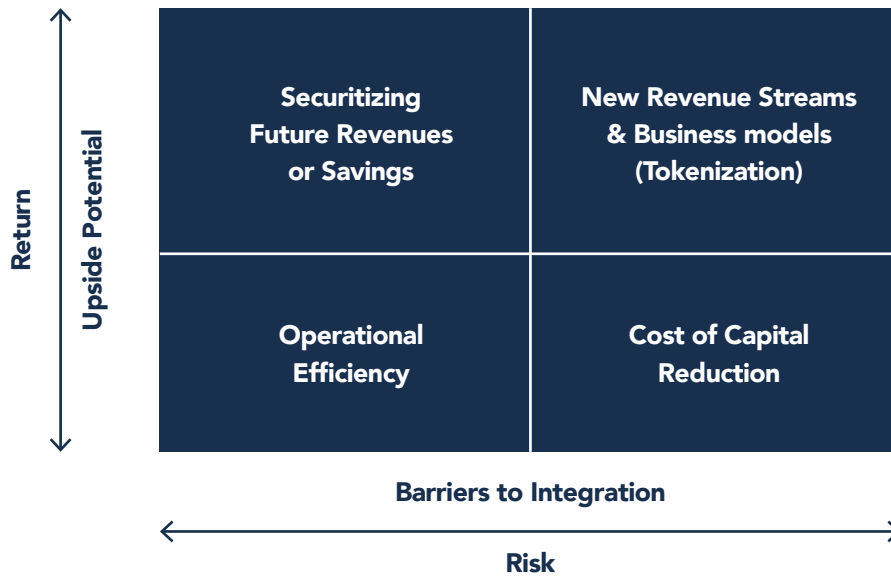 Return
Upside Potential
Securitizing
Future Revenues
or Savings
New Revenue Streams
& Business models
(Tokenization)
Operational
Efficiency
Cost of Capital
Reduction
Barriers to Integration
Risk